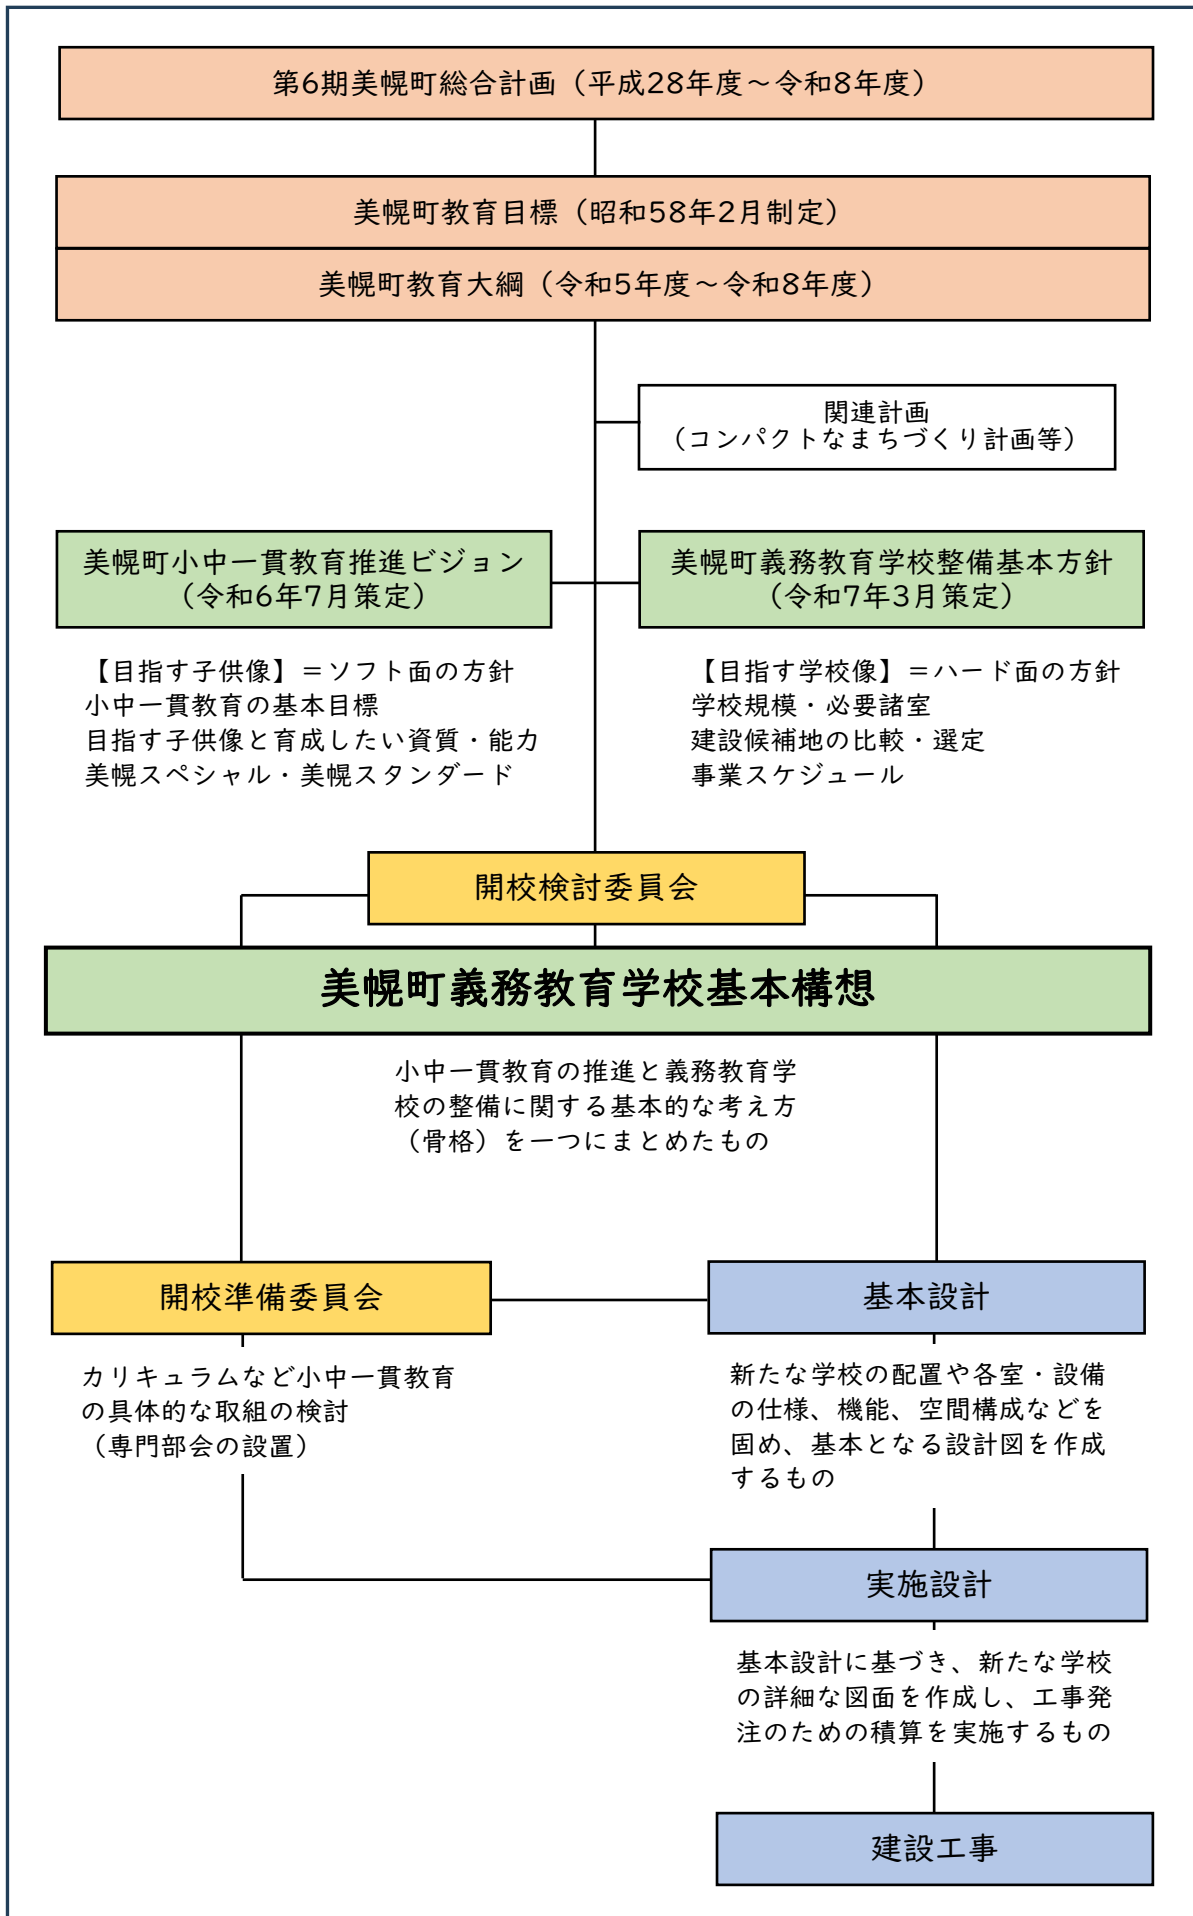 第6期美幌町総合計画（平成28年度～令和8年度）
美幌町教育目標（昭和58年2月制定）
美幌町教育大綱（令和5年度～令和8年度）
関連計画
（コンパクトなまちづくり計画等）
美幌町小中一貫教育推進ビジョン
（令和6年7月策定）
美幌町義務教育学校整備基本方針
（令和7年3月策定）
【目指す子供像】＝ソフト面の方針
小中一貫教育の基本目標
目指す子供像と育成したい資質・能力
美幌スペシャル・美幌スタンダード
【目指す学校像】＝ハード面の方針
学校規模・必要諸室
建設候補地の比較・選定
事業スケジュール
開校検討委員会
美幌町義務教育学校基本構想
小中一貫教育の推進と義務教育学
校の整備に関する基本的な考え方
（骨格）を一つにまとめたもの
開校準備委員会
カリキュラムなど小中一貫教育
の具体的な取組の検討
（専門部会の設置）
基本設計
新たな学校の配置や各室・設備
の仕様、機能、空間構成などを
固め、基本となる設計図を作成
するもの
実施設計
基本設計に基づき、新たな学校
の詳細な図面を作成し、工事発
注のための積算を実施するもの
建設工事